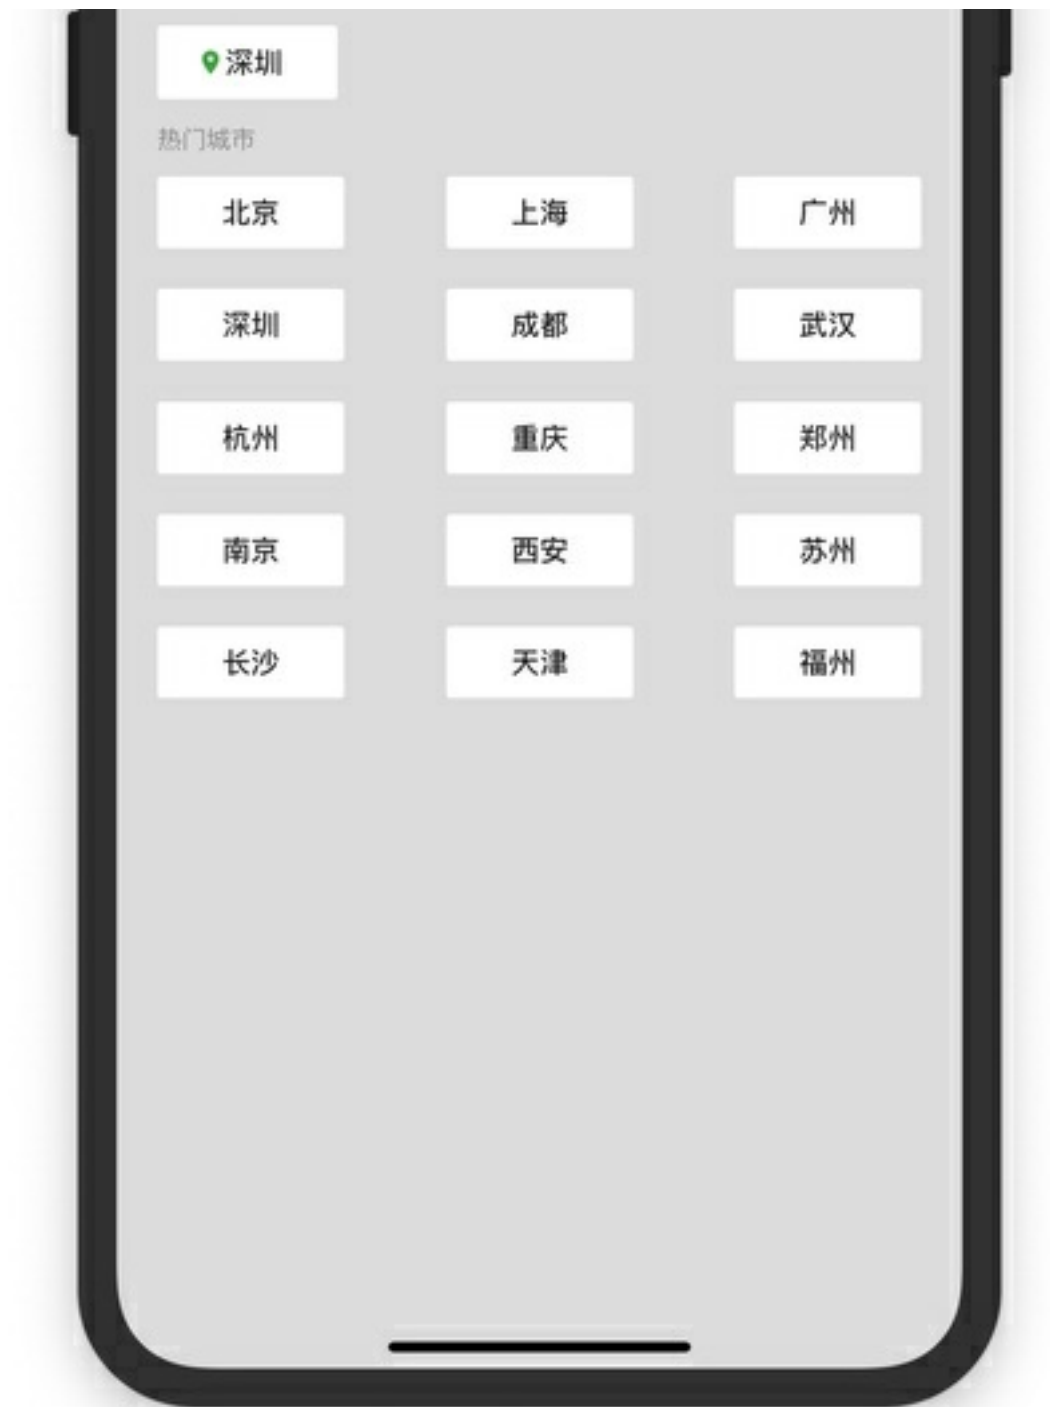 深圳
热门城市
北京 上海 广州
深圳 成都 武汉
杭州 重庆 郑州
南京 西安 苏州
长沙 天津 福州